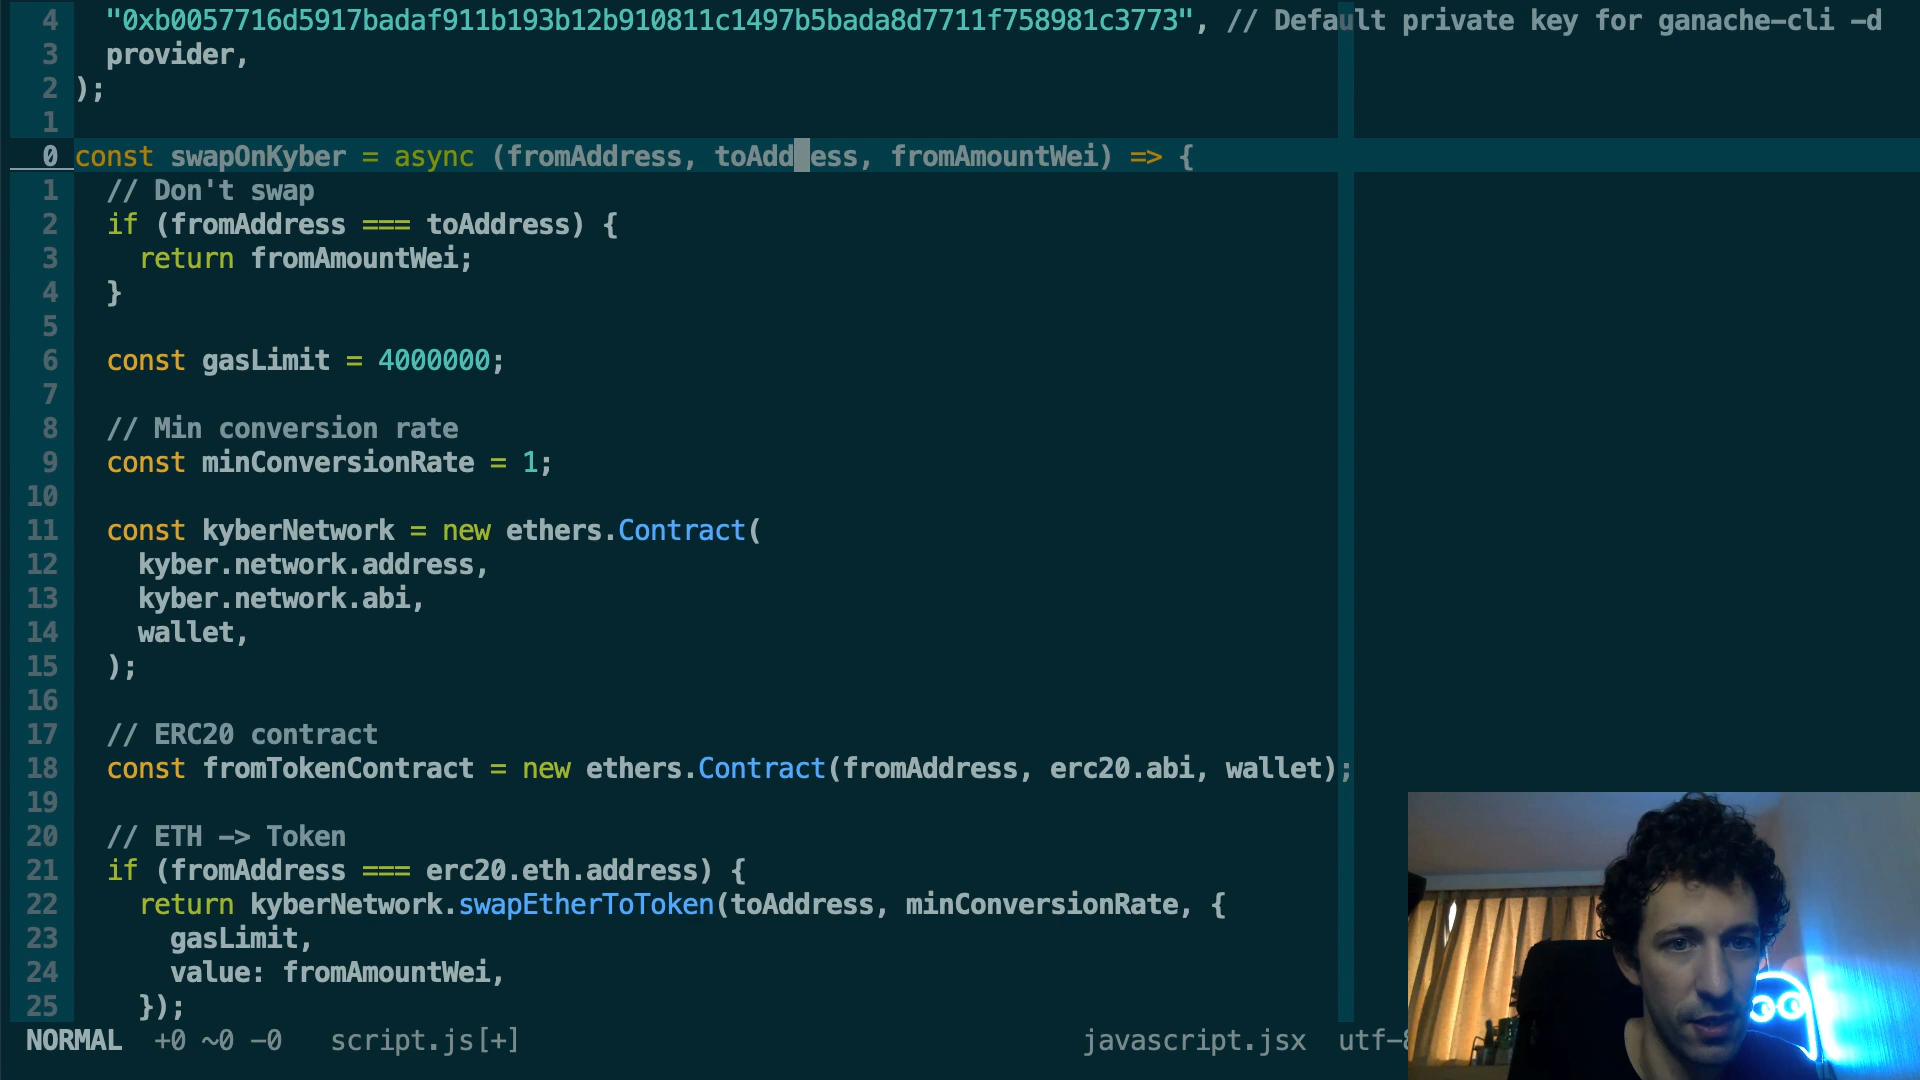 4 "0xb0057716d5917badaf911b193b12b910811c1497b5bada8d7711f758981c3773", // Default private key for ganache-cli -d
3 provider,
2 );
1
0 const swapOnKyber = async (fromAddress, toAddress, fromAmountWei) => {
1 // Don't swap
2 if (fromAddress === toAddress) {
3 return fromAmountWei;
4 }
5
6 const gasLimit = 4000000;
7
8 // Min conversion rate
9 const minConversionRate = 1;
10
11 const kyberNetwork = new ethers.Contract(
12 kyber.network.address,
13 kyber.network.abi,
14 wallet,
15 );
16
17 // ERC20 contract
18 const fromTokenContract = new ethers.Contract(fromAddress, erc20.abi, wallet);
19
20 // ETH -> Token
21 if (fromAddress === erc20.eth.address) {
22 return kyberNetwork.swapEtherToToken(toAddress, minConversionRate, {
23 gasLimit,
24 value: fromAmountWei,
25 });
NORMAL +0 ~0 -0 script.js[+] javascript.jsx utf-8